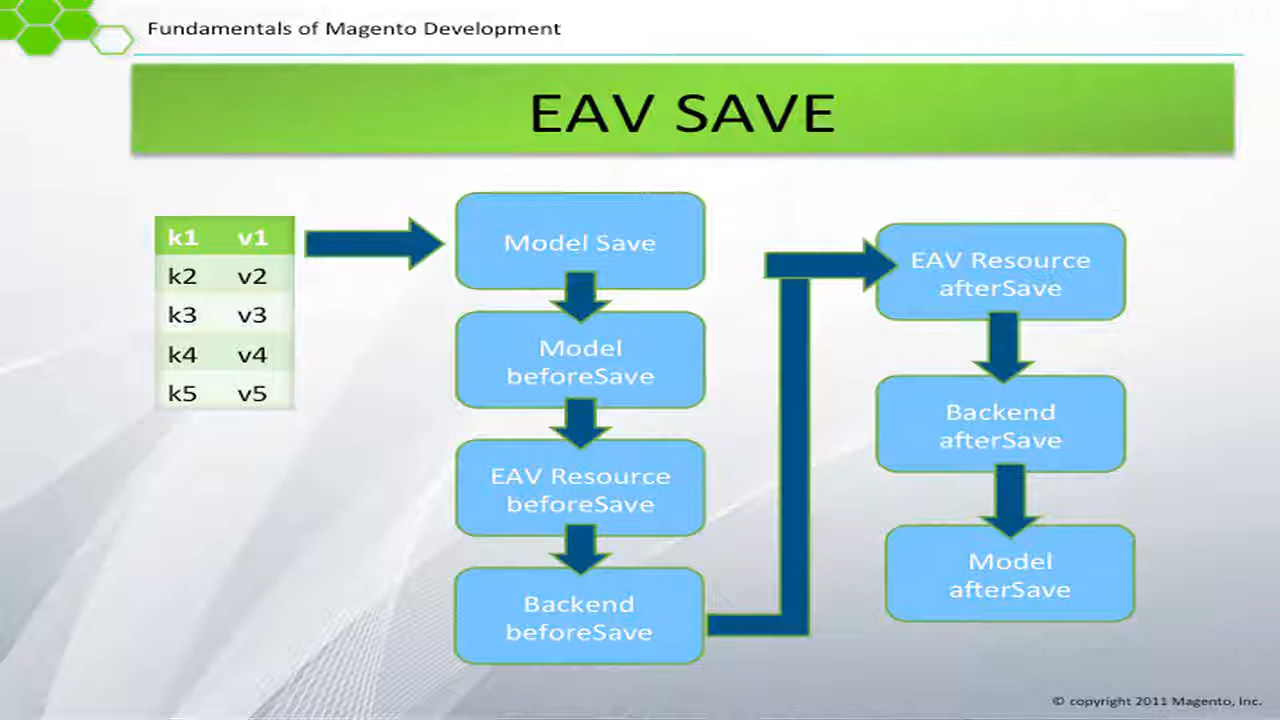 Fundamentals of Magento Development
EAV SAVE
k1 v1
k2 v2
k3 v3
k4 v4
k5 v5
Model Save
Model
beforeSave
EAV Resource
beforeSave
Backend
beforeSave
EAV Resource
afterSave
Backend
afterSave
Model
afterSave
© copyright 2011 Magento, Inc.